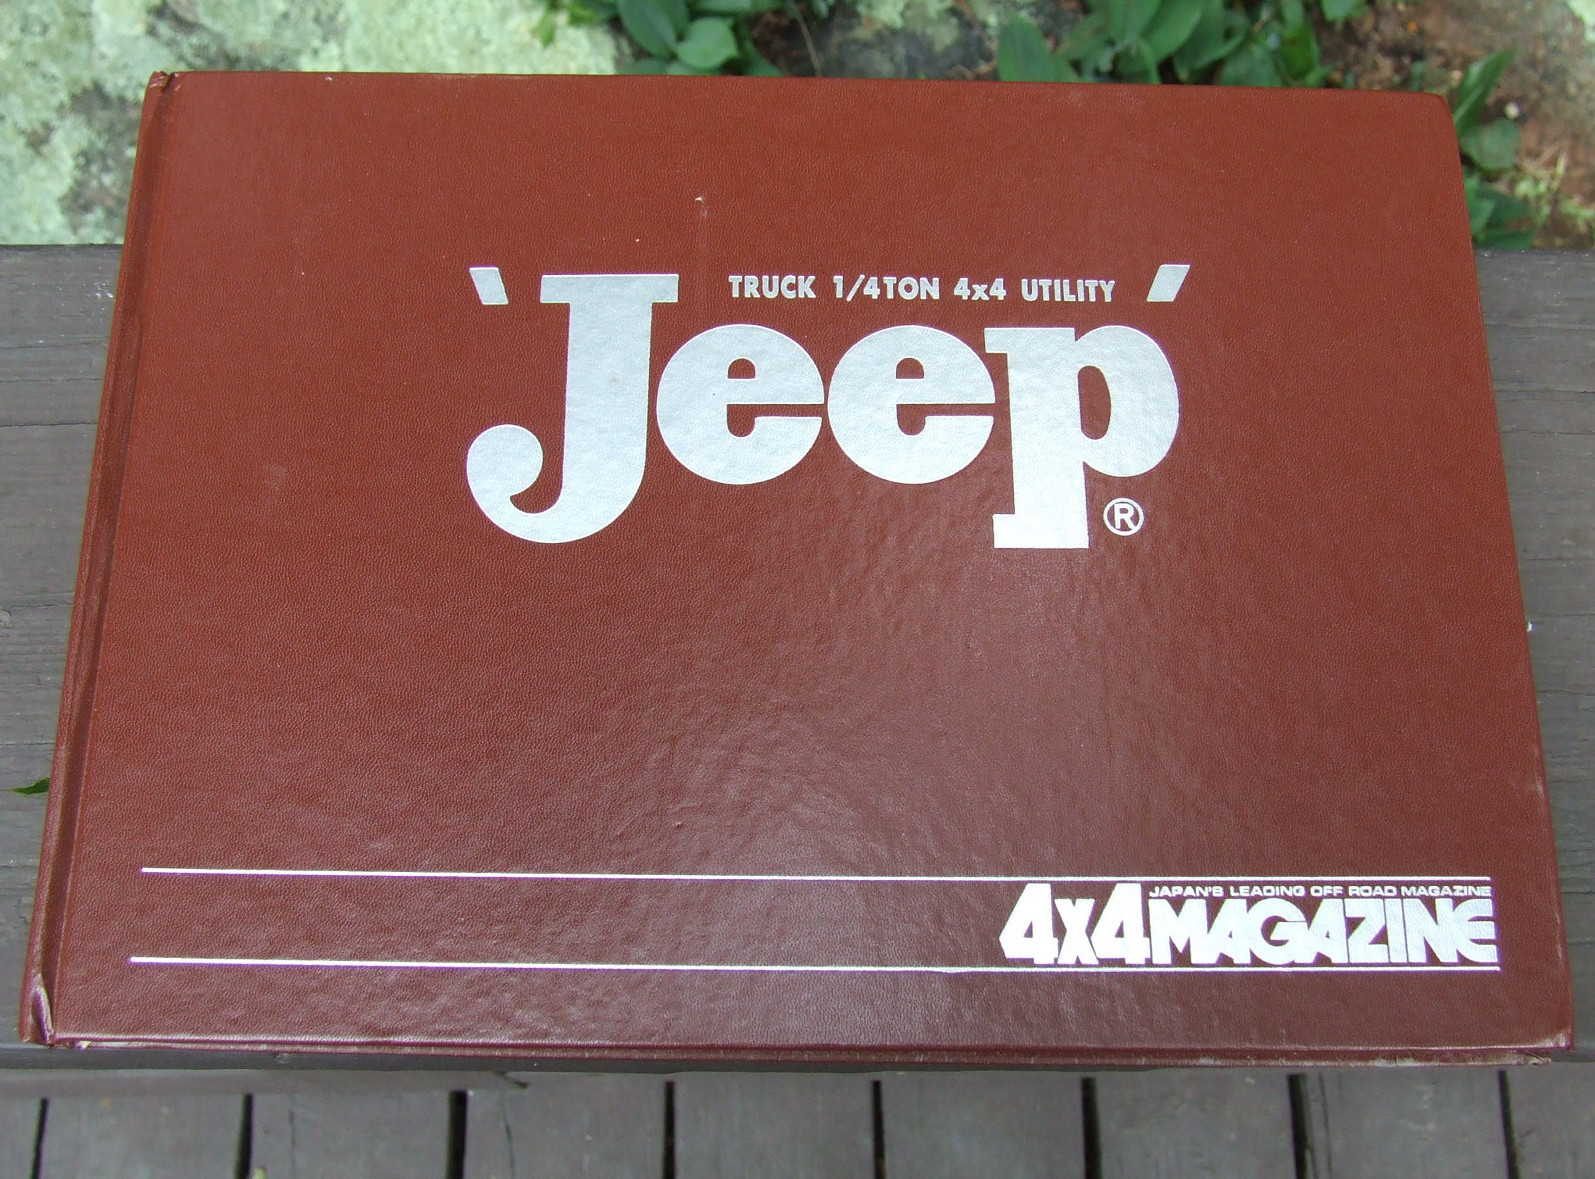 TRUCK 1/4TON 4x4 UTILITY
'Jeep'
®
JAPAN'S LEADING OFF ROAD MAGAZINE
4x4MAGAZINE